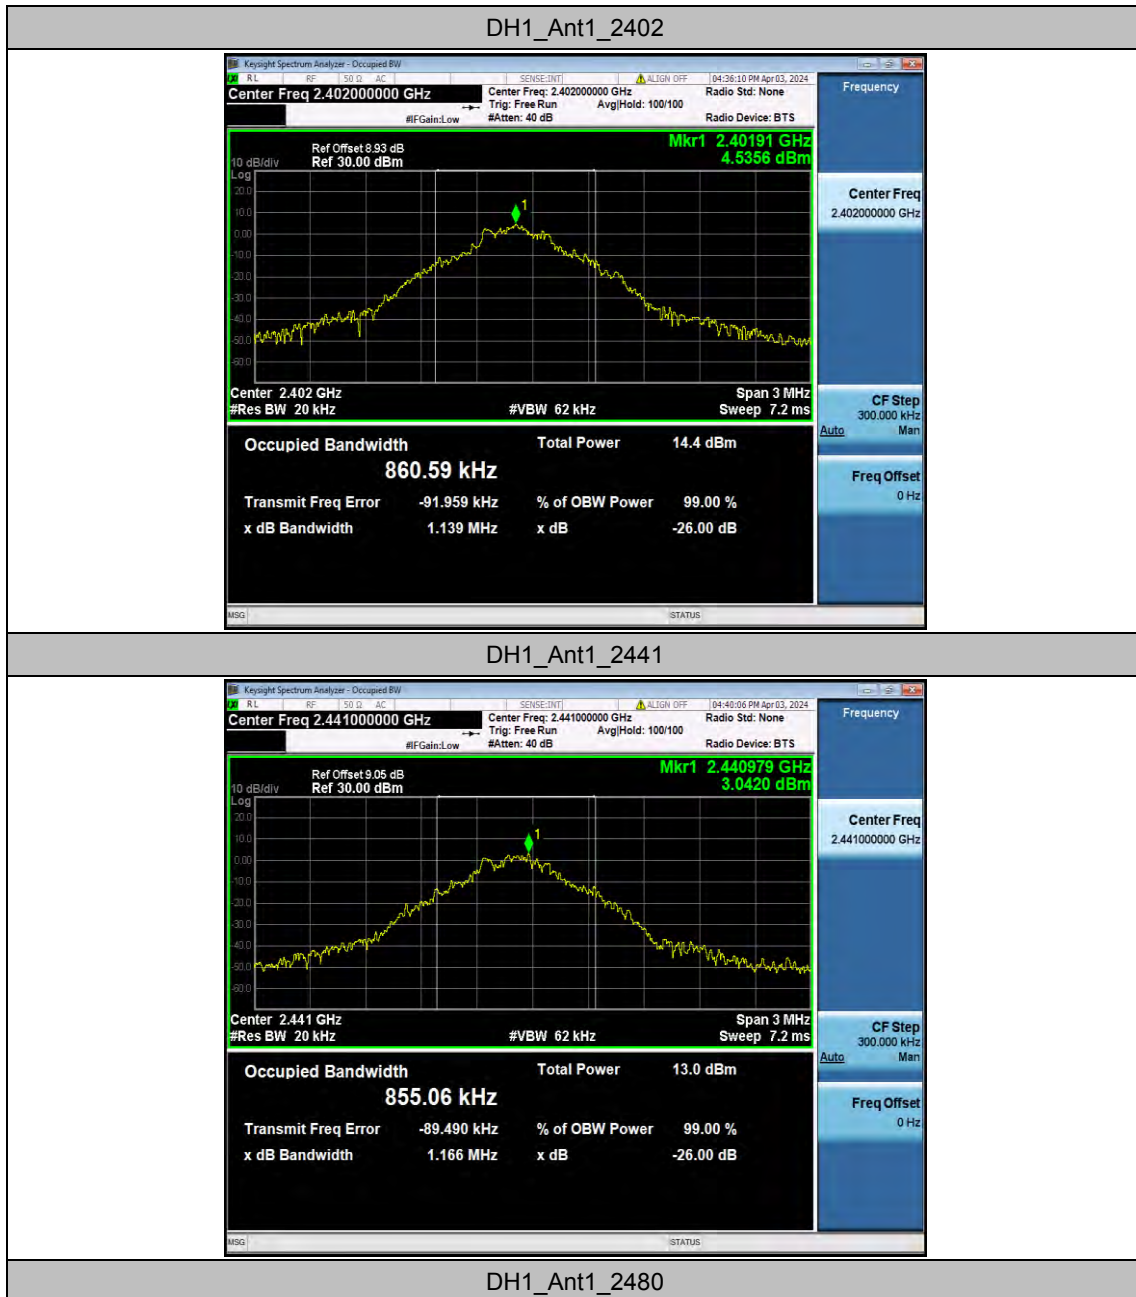 DH1_Ant1_2402
Keysight Spectrum Analyzer - Occupied BW
RL RF 50 Ω AC SENSE:INT ALIGN OFF 04:36:10 PM Apr 03, 2024
Center Freq 2.402000000 GHz Center Freq: 2.402000000 GHz Radio Std: None
Trig: Free Run Avg|Hold: 100/100
#IFGain:Low #Atten: 40 dB Radio Device: BTS
Frequency
Mkr1 2.40191 GHz
4.5356 dBm
Ref Offset 8.93 dB
10 dB/div Ref 30.00 dBm
Log
20.0
10.0
0.00
-10.0
-20.0
-30.0
-40.0
-50.0
-60.0
1
Center Freq
2.402000000 GHz
Center 2.402 GHz Span 3 MHz
#Res BW 20 kHz #VBW 62 kHz Sweep 7.2 ms
CF Step
300.000 kHz
Auto Man
Occupied Bandwidth Total Power 14.4 dBm
860.59 kHz
Transmit Freq Error -91.959 kHz % of OBW Power 99.00 %
x dB Bandwidth 1.139 MHz x dB -26.00 dB
Freq Offset
0 Hz
MSG STATUS
DH1_Ant1_2441
Keysight Spectrum Analyzer - Occupied BW
RL RF 50 Ω AC SENSE:INT ALIGN OFF 04:40:06 PM Apr 03, 2024
Center Freq 2.441000000 GHz Center Freq: 2.441000000 GHz Radio Std: None
Trig: Free Run Avg|Hold: 100/100
#IFGain:Low #Atten: 40 dB Radio Device: BTS
Frequency
Mkr1 2.440979 GHz
3.0420 dBm
Ref Offset 9.05 dB
10 dB/div Ref 30.00 dBm
Log
20.0
10.0
0.00
-10.0
-20.0
-30.0
-40.0
-50.0
-60.0
1
Center Freq
2.441000000 GHz
Center 2.441 GHz Span 3 MHz
#Res BW 20 kHz #VBW 62 kHz Sweep 7.2 ms
CF Step
300.000 kHz
Auto Man
Occupied Bandwidth Total Power 13.0 dBm
855.06 kHz
Transmit Freq Error -89.490 kHz % of OBW Power 99.00 %
x dB Bandwidth 1.166 MHz x dB -26.00 dB
Freq Offset
0 Hz
MSG STATUS
DH1_Ant1_2480